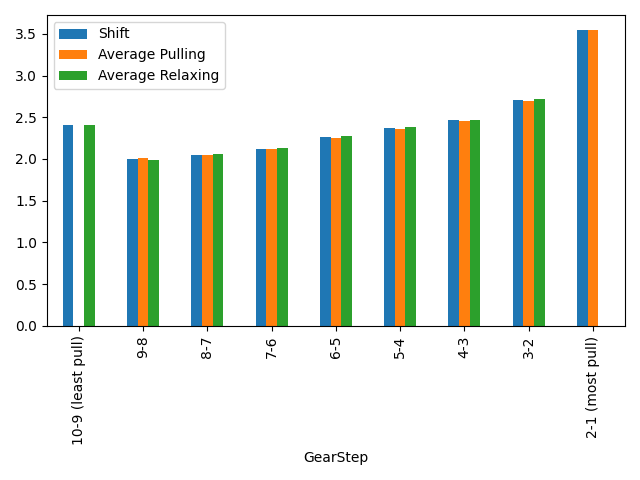 Shift
Average Pulling
Average Relaxing
3.5
3.0
2.5
2.0
1.5
1.0
0.5
0.0
10-9 (least pull)
9-8
8-7
7-6
6-5
5-4
4-3
3-2
2-1 (most pull)
GearStep